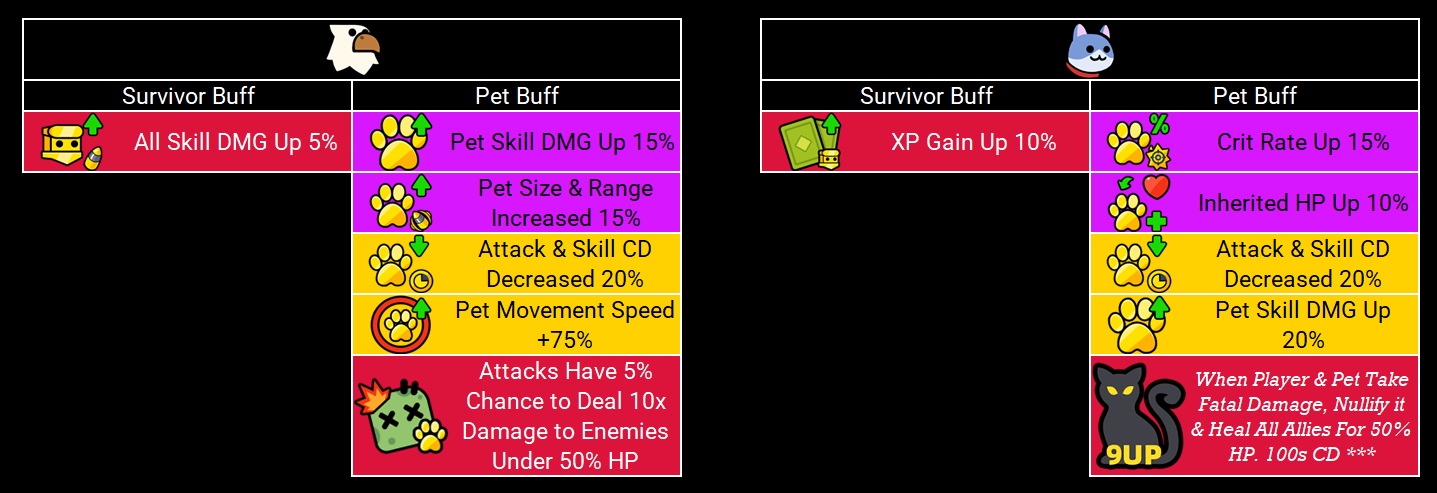 Survivor Buff
Pet Buff
All Skill DMG Up 5%
Pet Skill DMG Up 15%
Pet Size & Range
Increased 15%
Attack & Skill CD
Decreased 20%
Pet Movement Speed
+75%
Attacks Have 5%
Chance to Deal 10x
Damage to Enemies
Under 50% HP
Survivor Buff
Pet Buff
XP Gain Up 10%
%
Crit Rate Up 15%
Inherited HP Up 10%
Attack & Skill CD
Decreased 20%
Pet Skill DMG Up
20%
9UP
When Player & Pet Take
Fatal Damage, Nullify it
& Heal All Allies For 50%
HP. 100s CD ***